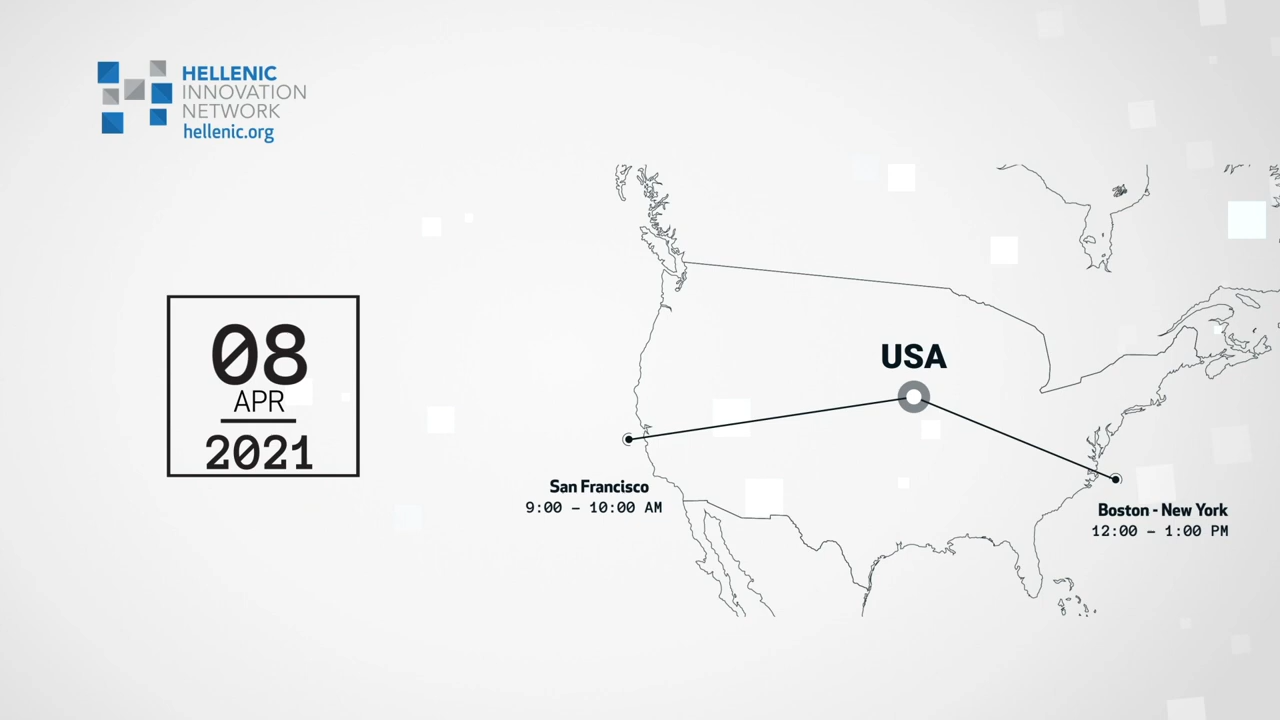 HELLENIC
INNOVATION
NETWORK
hellenic.org
08
APR
2021
USA
San Francisco
9:00 – 10:00 AM
Boston - New York
12:00 – 1:00 PM